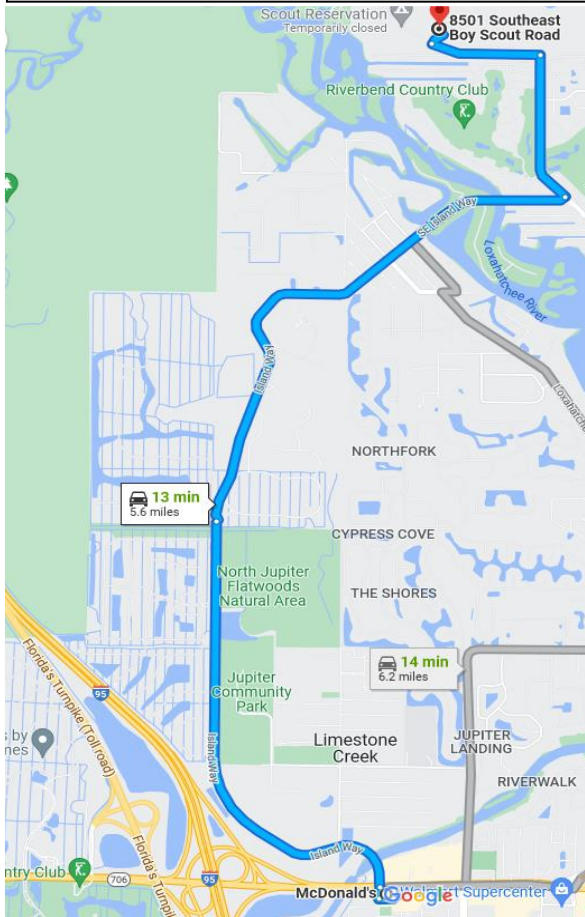 Scout Reservation
Temporarily closed
8501 Southeast
Boy Scout Road
Riverbend Country Club
SE Island Way
Loxahatchee River
Island Way
NORTHFORK
13 min
5.6 miles
CYPRESS COVE
North Jupiter
Flatwoods
Natural Area
THE SHORES
95
14 min
6.2 miles
Florida's Turnpike (Toll road)
Jupiter
Community
Park
Limestone
Creek
JUPITER
LANDING
Island Way
RIVERWALK
Island Way
Florida's
706
95
McDonald's
Google
Supercenter